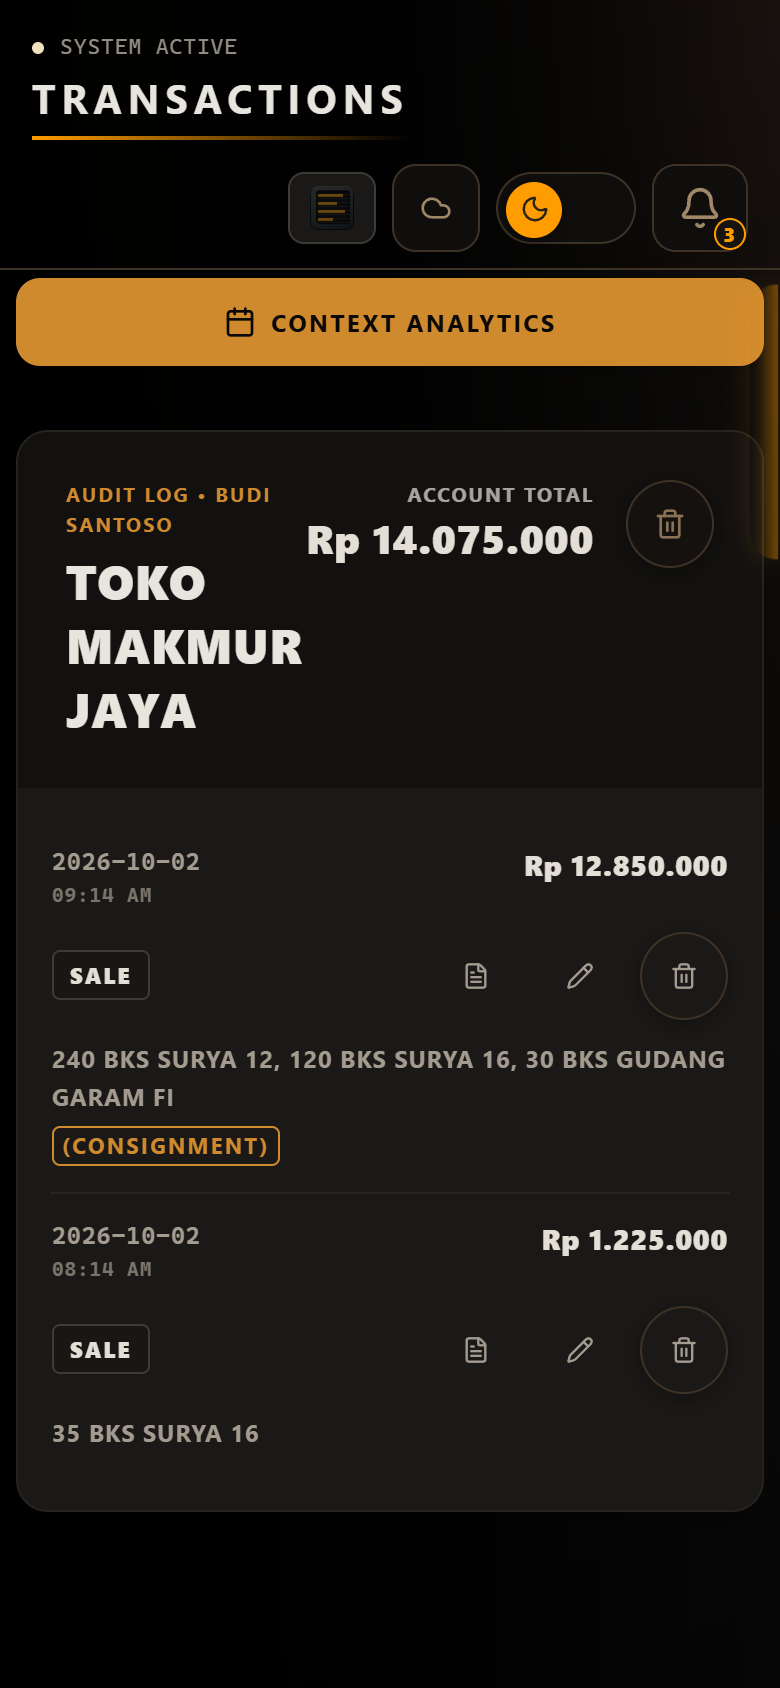 SYSTEM ACTIVE
TRANSACTIONS
3
CONTEXT ANALYTICS
AUDIT LOG • BUDI
SANTOSO
TOKO
MAKMUR
JAYA
ACCOUNT TOTAL
Rp 14.075.000
2026-10-02
09:14 AM
Rp 12.850.000
SALE
240 BKS SURYA 12, 120 BKS SURYA 16, 30 BKS GUDANG
GARAM FI
(CONSIGNMENT)
2026-10-02
08:14 AM
Rp 1.225.000
SALE
35 BKS SURYA 16